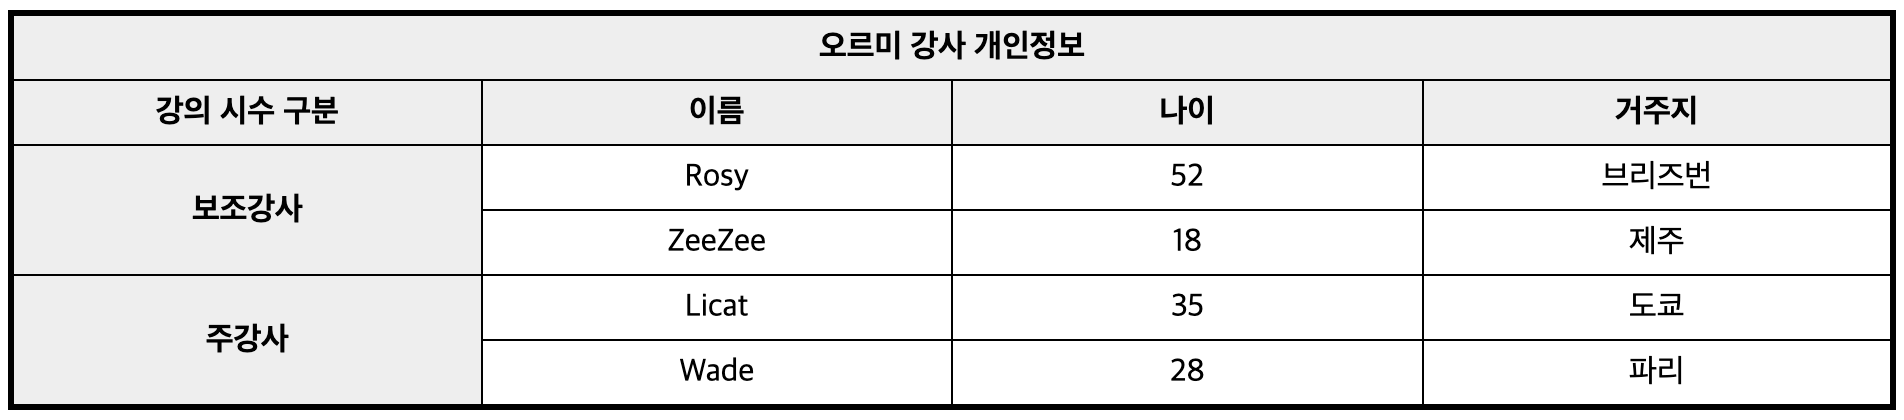 오르미 강사 개인정보
강의 시수 구분 이름 나이 거주지
보조강사 Rosy 52 브리즈번
ZeeZee 18 제주
주강사 Licat 35 도쿄
Wade 28 파리